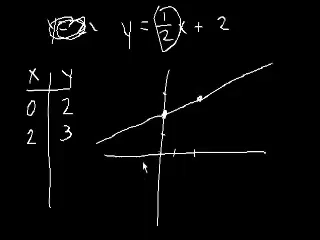 y = 1/2 x + 2
x y
0 2
2 3